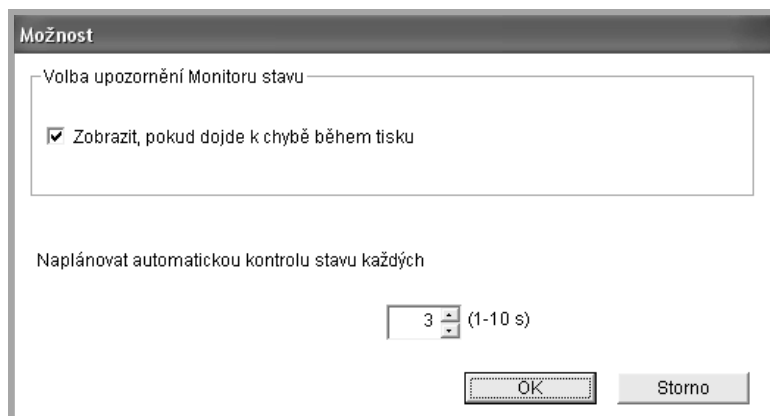 Možnost
Volba upozornění Monitoru stavu
Zobrazit, pokud dojde k chybě během tisku
Naplánovat automatickou kontrolu stavu každých
3 (1-10 s)
OK Storno